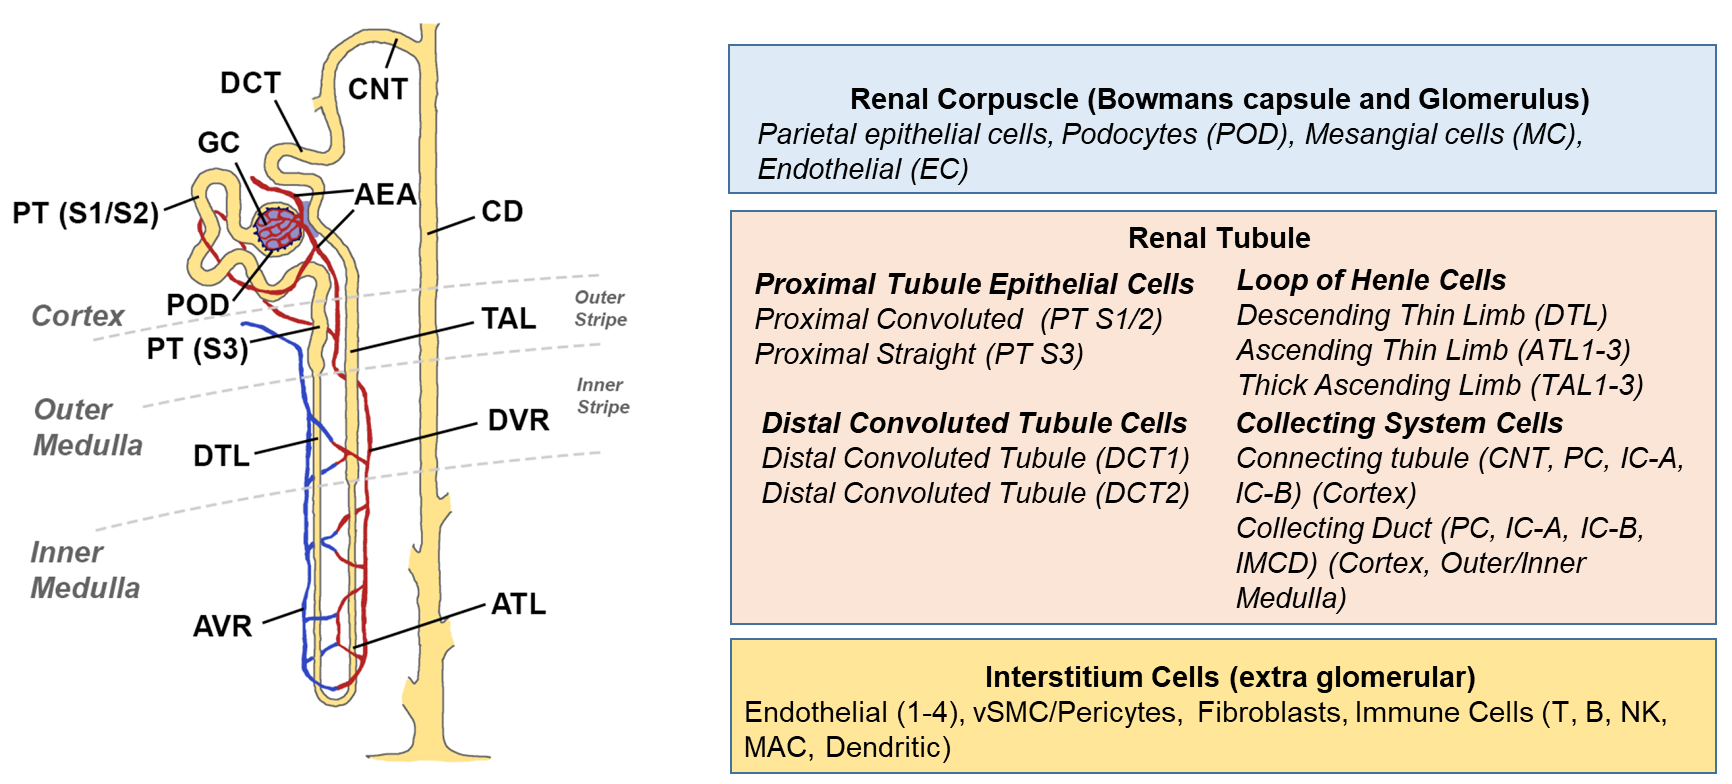 DCT
CNT
GC
PT (S1/S2)
AEA
CD
POD
Cortex
Outer
Stripe
TAL
PT (S3)
Inner
Stripe
Outer
Medulla
DVR
DTL
Inner
Medulla
ATL
AVR
Renal Corpuscle (Bowmans capsule and Glomerulus)
Parietal epithelial cells, Podocytes (POD), Mesangial cells (MC),
Endothelial (EC)
Renal Tubule
Proximal Tubule Epithelial Cells
Proximal Convoluted (PT S1/2)
Proximal Straight (PT S3)
Distal Convoluted Tubule Cells
Distal Convoluted Tubule (DCT1)
Distal Convoluted Tubule (DCT2)
Loop of Henle Cells
Descending Thin Limb (DTL)
Ascending Thin Limb (ATL1-3)
Thick Ascending Limb (TAL1-3)
Collecting System Cells
Connecting tubule (CNT, PC, IC-A,
IC-B) (Cortex)
Collecting Duct (PC, IC-A, IC-B,
IMCD) (Cortex, Outer/Inner
Medulla)
Interstitium Cells (extra glomerular)
Endothelial (1-4), vSMC/Pericytes, Fibroblasts, Immune Cells (T, B, NK,
MAC, Dendritic)